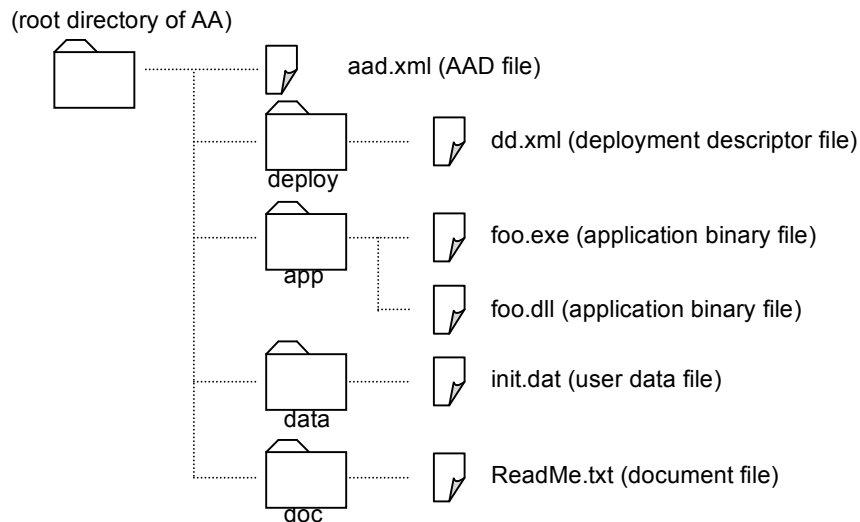 (root directory of AA)
aad.xml (AAD file)
dd.xml (deployment descriptor file)
deploy
foo.exe (application binary file)
app
foo.dll (application binary file)
init.dat (user data file)
data
ReadMe.txt (document file)
doc